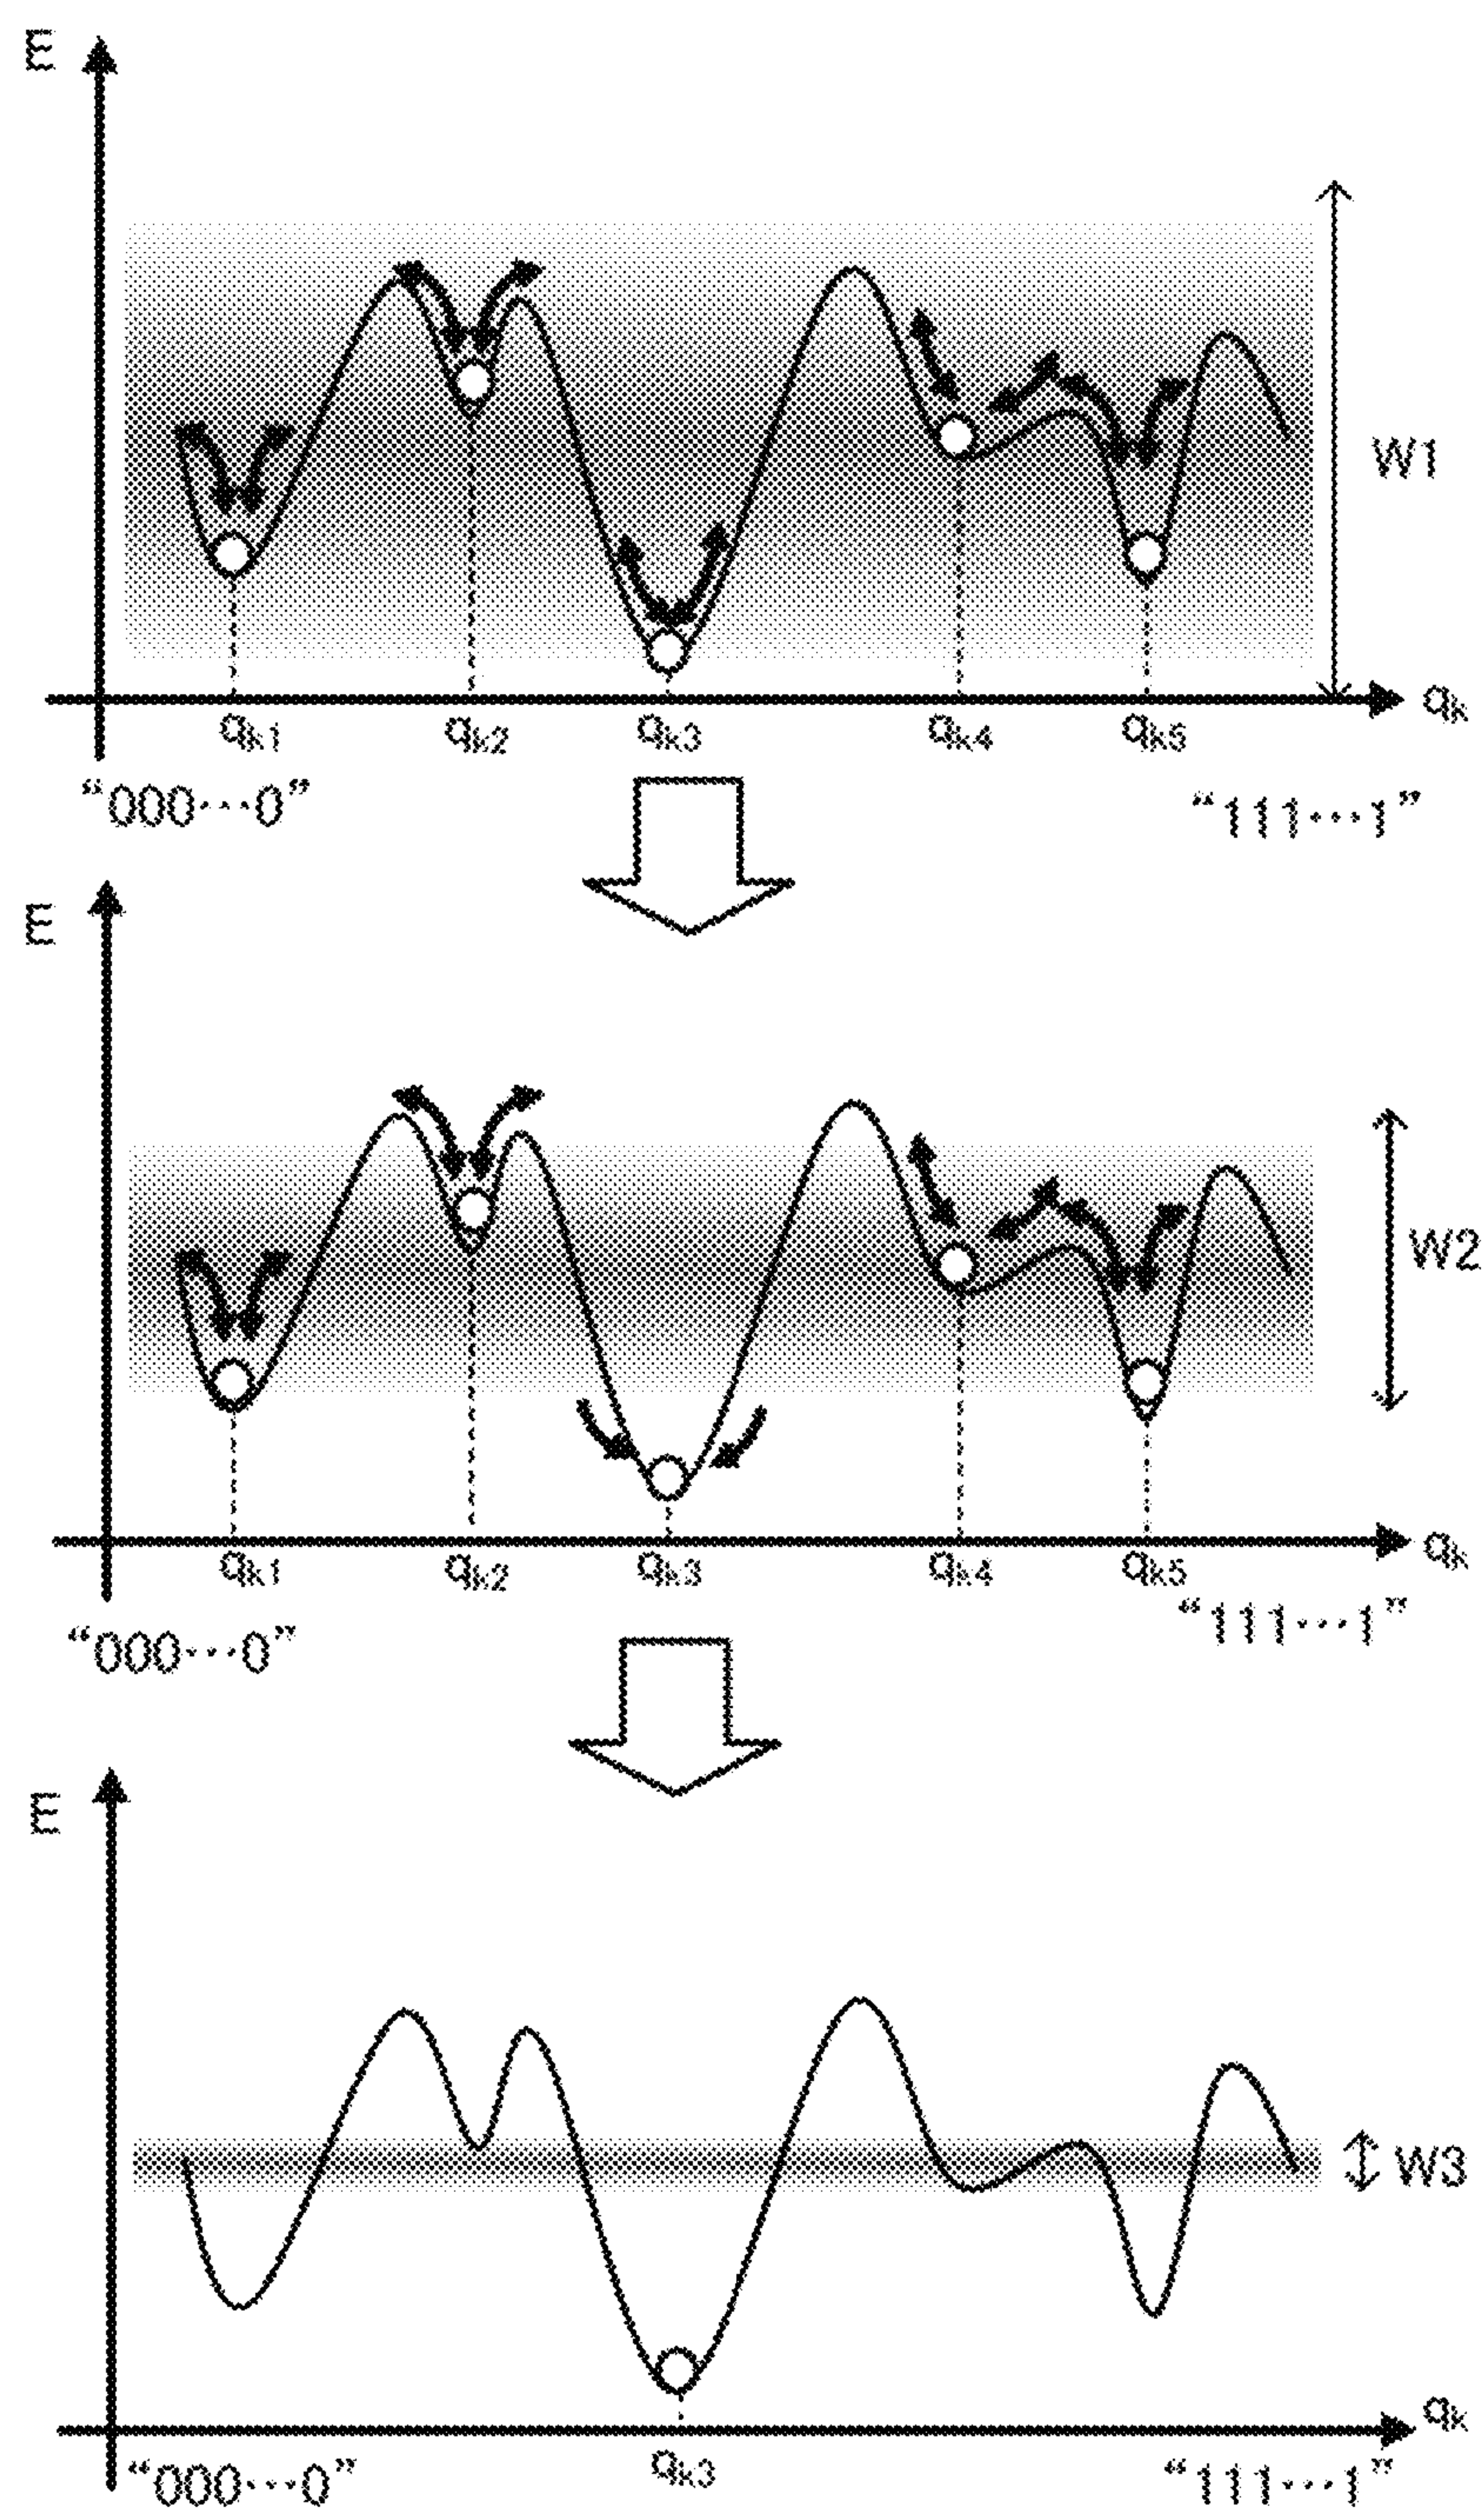 E
W1
qk1 qk2 qk3 qk4 qk5 qk
“000···0” “111···1”
E
W2
qk1 qk2 qk3 qk4 qk5 qk
“000···0” “111···1”
E
W3
qk
“000···0” qk3 “111···1”